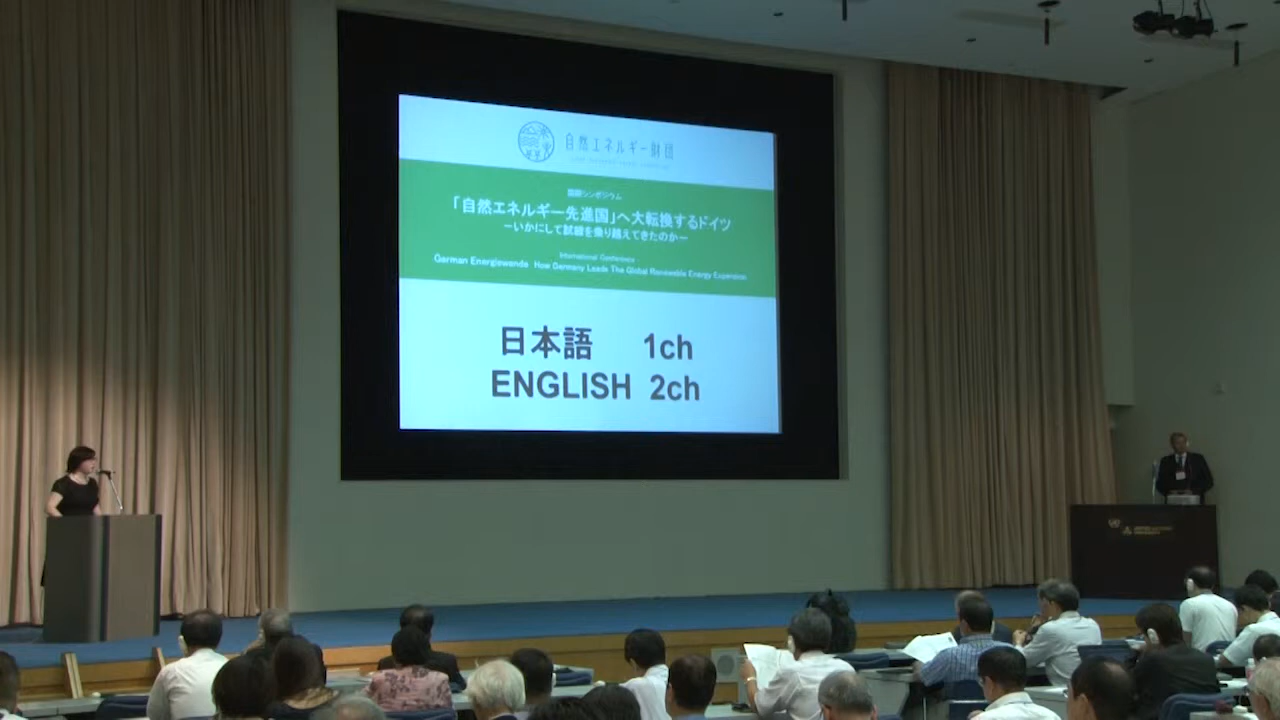 自然エネルギー財団
国際シンポジウム
「自然エネルギー先進国」へ大転換するドイツ
－いかにして試練を乗り越えてきたのか－
International Conference
German Energiewende How Germany Leads The Global Renewable Energy Expansion
日本語 1ch
ENGLISH 2ch
UNITED NATIONS
UNIVERSITY